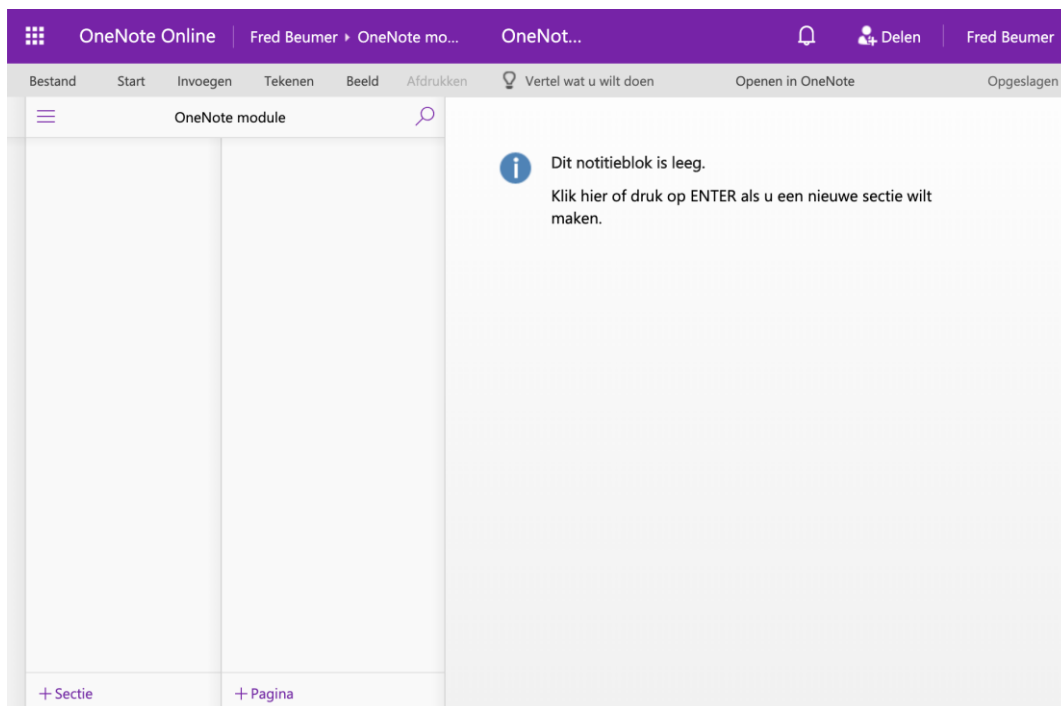 OneNote Online Fred Beumer ▸ OneNote mo... OneNot... Delen Fred Beumer
Bestand Start Invoegen Tekenen Beeld Afdrukken Vertel wat u wilt doen Openen in OneNote Opgeslagen
OneNote module
Dit notitieblok is leeg.
Klik hier of druk op ENTER als u een nieuwe sectie wilt
maken.
+ Sectie + Pagina